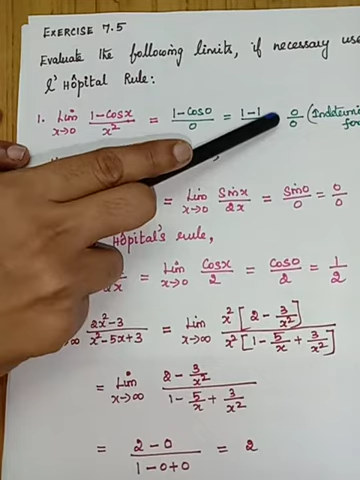 EXERCISE 7.5
Evaluate the following limits, if necessary use
l'Hôpital Rule:
1. Lim x→0 (1-Cosx)/x² = (1-Cos0)/0 = (1-1) 0/0 (Indetermi
= Lim x→0 Sinx/2x = Sin0/0 = 0/0
Hôpital's rule,
= Lim x→0 Cosx/2 = Cos0/2 = 1/2
(2x²-3)/(x²-5x+3) = Lim x→∞ x²[2 - 3/x²]/x²[1 - 5/x + 3/x²]
= Lim x→∞ (2 - 3/x²)/(1 - 5/x + 3/x²)
= (2-0)/(1-0+0) = 2